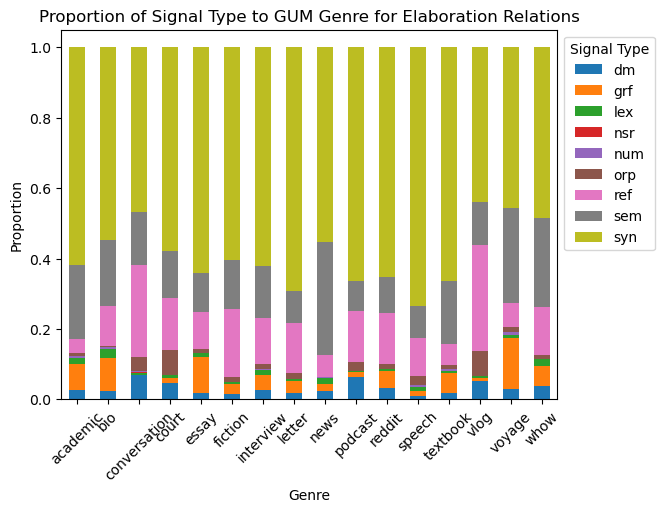 Proportion of Signal Type to GUM Genre for Elaboration Relations
1.0
0.8
0.6
0.4
0.2
0.0
Proportion
academic
bio
conversation
court
essay
fiction
interview
letter
news
podcast
reddit
speech
textbook
vlog
voyage
whow
Genre
Signal Type
dm
grf
lex
nsr
num
orp
ref
sem
syn